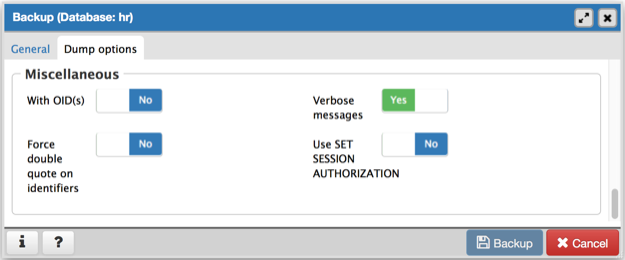 Backup (Database: hr)
General Dump options
Miscellaneous
With OID(s) No
Verbose messages Yes
Force double quote on identifiers No
Use SET SESSION AUTHORIZATION No
i ? Backup Cancel